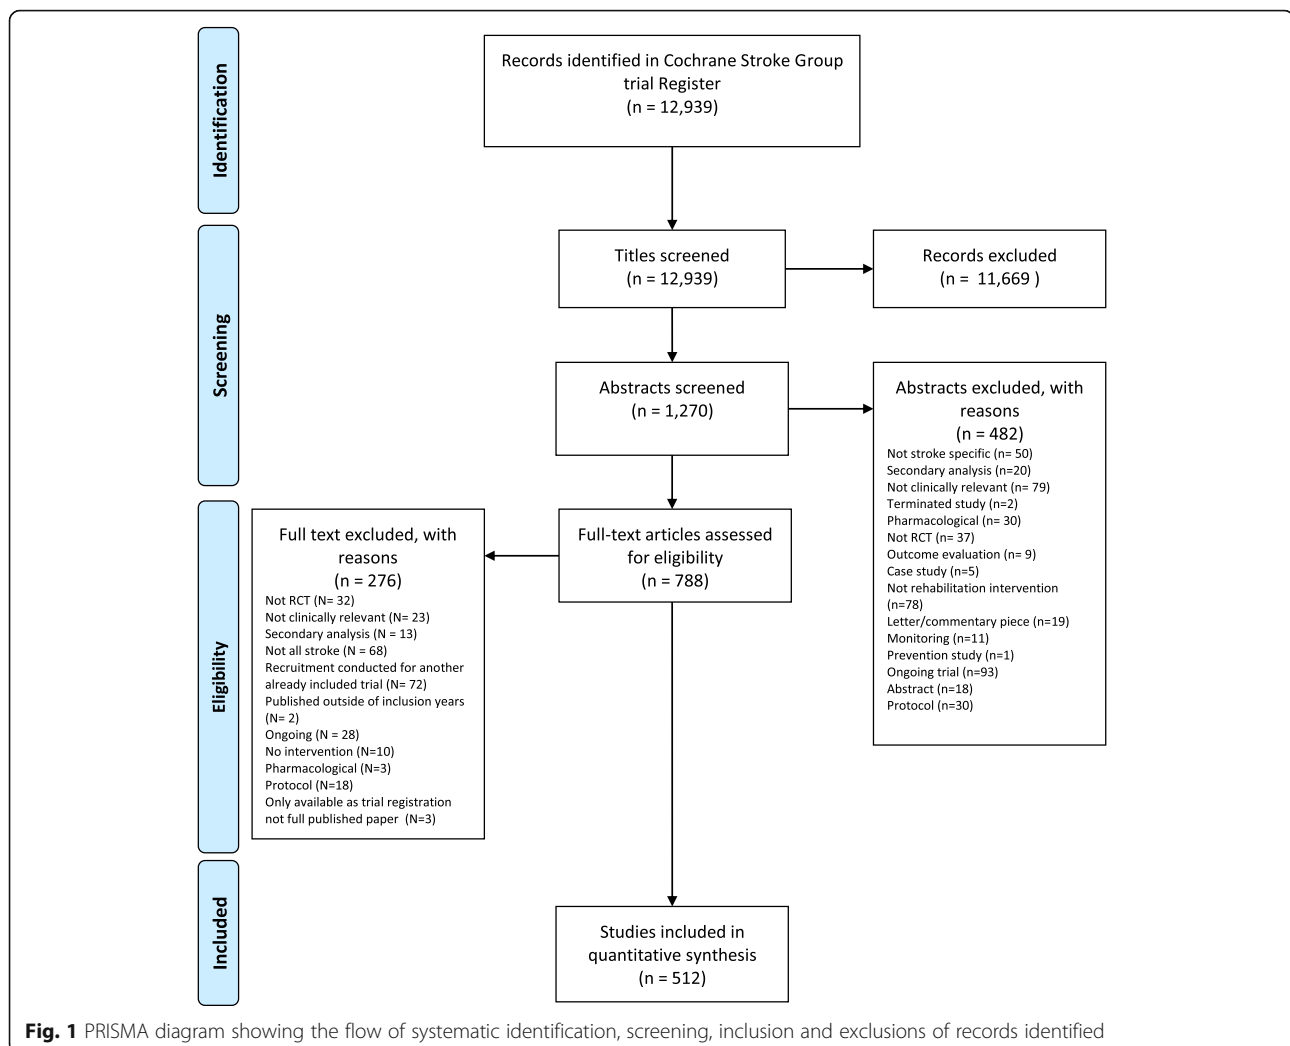 Identification
Records identified in Cochrane Stroke Group
trial Register
(n = 12,939)
Screening
Titles screened
(n = 12,939)
Records excluded
(n =  11,669 )
Abstracts screened
(n = 1,270)
Abstracts excluded, with
reasons
(n = 482)
Not stroke specific (n= 50)
Secondary analysis (n=20)
Not clinically relevant (n= 79)
Terminated study (n=2)
Pharmacological (n= 30)
Not RCT (n= 37)
Outcome evaluation (n= 9)
Case study (n=5)
Not rehabilitation intervention
(n=78)
Letter/commentary piece (n=19)
Monitoring (n=11)
Prevention study (n=1)
Ongoing trial (n=93)
Abstract (n=18)
Protocol (n=30)
Eligibility
Full-text articles assessed
for eligibility
(n = 788)
Full text excluded, with
reasons
(n = 276)
Not RCT (N= 32)
Not clinically relevant (N= 23)
Secondary analysis (N = 13)
Not all stroke (N = 68)
Recruitment conducted for another
already included trial (N= 72)
Published outside of inclusion years
(N= 2)
Ongoing (N = 28)
No intervention (N=10)
Pharmacological (N=3)
Protocol (N=18)
Only available as trial registration
not full published paper  (N=3)
Included
Studies included in
quantitative synthesis
(n = 512)
Fig. 1 PRISMA diagram showing the flow of systematic identification, screening, inclusion and exclusions of records identified